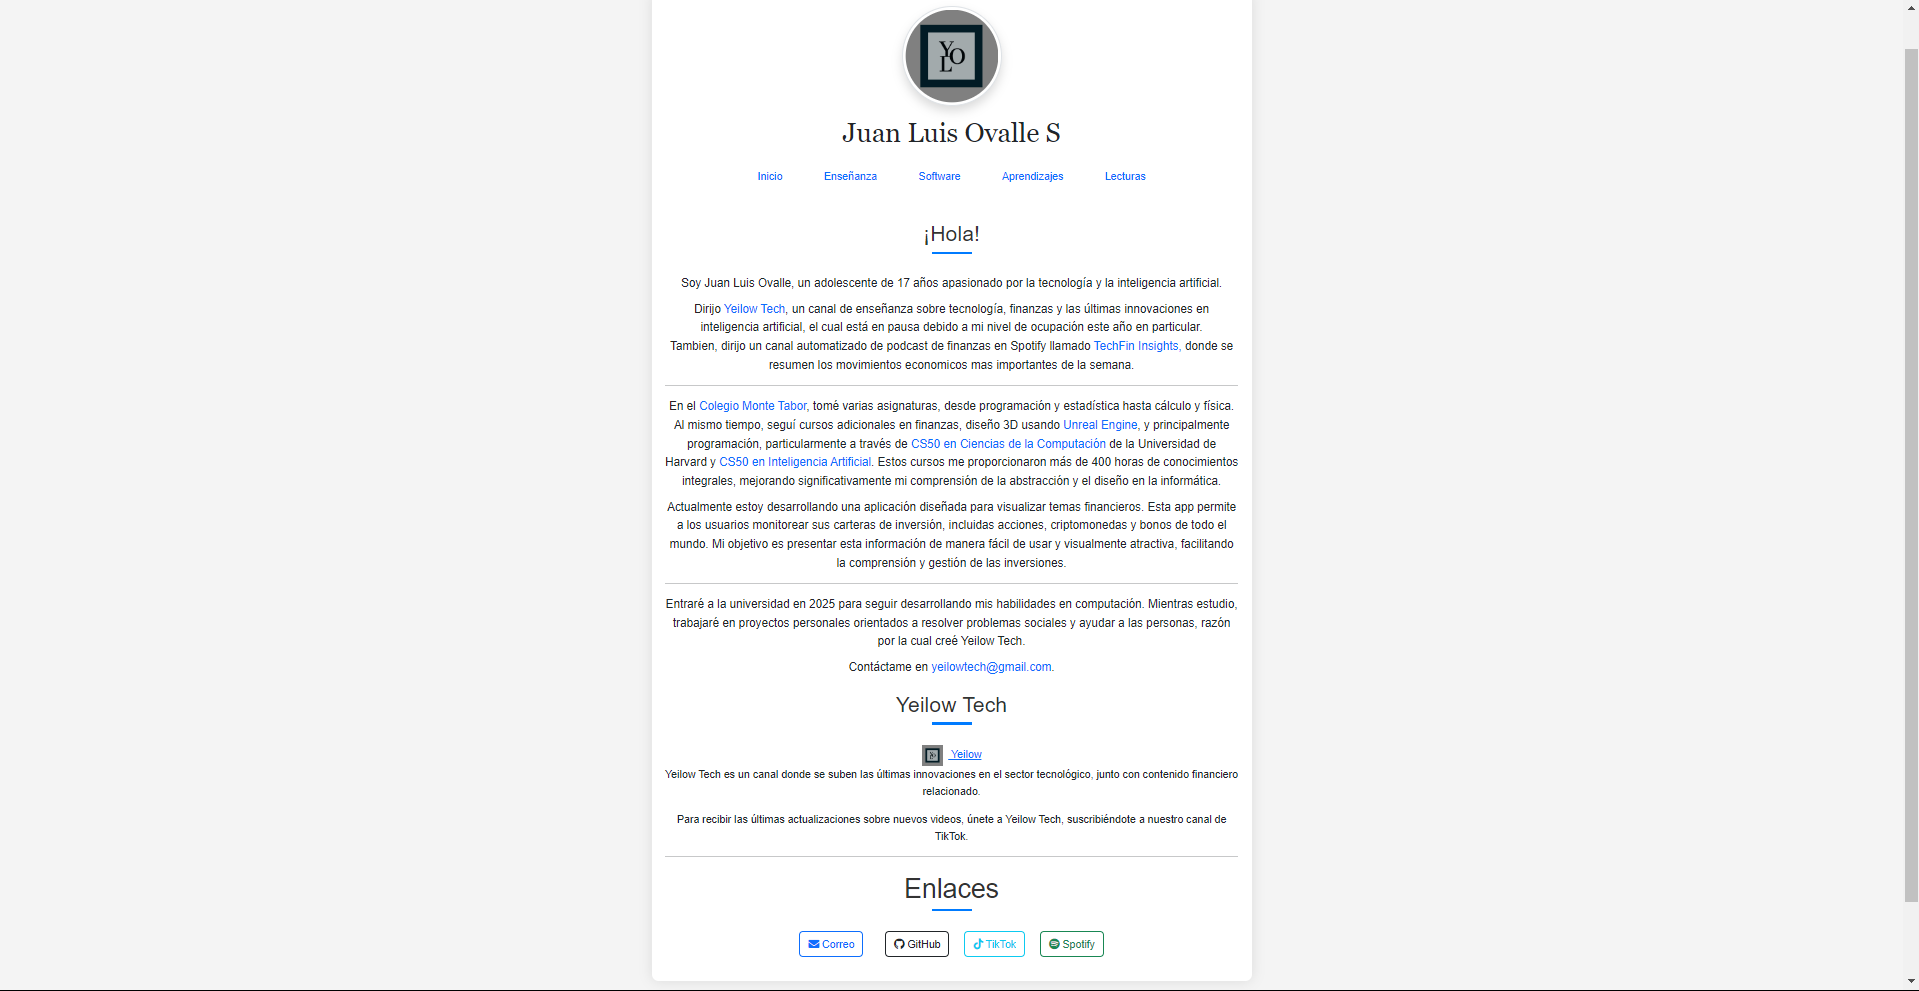 YOL
Juan Luis Ovalle S
Inicio Enseñanza Software Aprendizajes Lecturas
¡Hola!
Soy Juan Luis Ovalle, un adolescente de 17 años apasionado por la tecnología y la inteligencia artificial.
Dirijo Yeilow Tech, un canal de enseñanza sobre tecnología, finanzas y las últimas innovaciones en
inteligencia artificial, el cual está en pausa debido a mi nivel de ocupación este año en particular.
Tambien, dirijo un canal automatizado de podcast de finanzas en Spotify llamado TechFin Insights, donde se
resumen los movimientos economicos mas importantes de la semana.
En el Colegio Monte Tabor, tomé varias asignaturas, desde programación y estadística hasta cálculo y física.
Al mismo tiempo, seguí cursos adicionales en finanzas, diseño 3D usando Unreal Engine, y principalmente
programación, particularmente a través de CS50 en Ciencias de la Computación de la Universidad de
Harvard y CS50 en Inteligencia Artificial. Estos cursos me proporcionaron más de 400 horas de conocimientos
integrales, mejorando significativamente mi comprensión de la abstracción y el diseño en la informática.
Actualmente estoy desarrollando una aplicación diseñada para visualizar temas financieros. Esta app permite
a los usuarios monitorear sus carteras de inversión, incluidas acciones, criptomonedas y bonos de todo el
mundo. Mi objetivo es presentar esta información de manera fácil de usar y visualmente atractiva, facilitando
la comprensión y gestión de las inversiones.
Entraré a la universidad en 2025 para seguir desarrollando mis habilidades en computación. Mientras estudio,
trabajaré en proyectos personales orientados a resolver problemas sociales y ayudar a las personas, razón
por la cual creé Yeilow Tech.
Contáctame en yeilowtech@gmail.com.
Yeilow Tech
Yeilow
Yeilow Tech es un canal donde se suben las últimas innovaciones en el sector tecnológico, junto con contenido financiero
relacionado.
Para recibir las últimas actualizaciones sobre nuevos videos, únete a Yeilow Tech, suscribiéndote a nuestro canal de
TikTok.
Enlaces
Correo GitHub TikTok Spotify